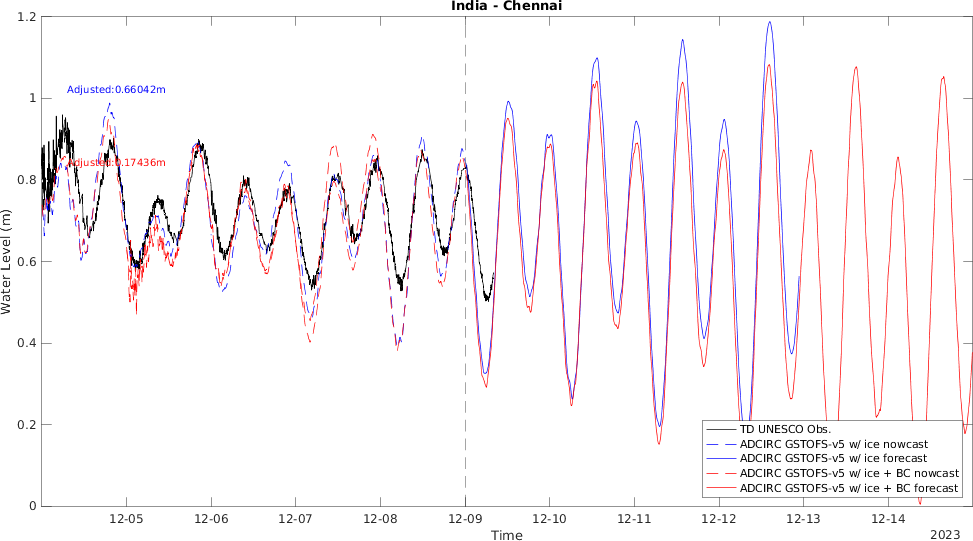 India - Chennai
Water Level (m)
1.2
1
0.8
0.6
0.4
0.2
0
Adjusted:0.66042m
Adjusted:0.17436m
TD UNESCO Obs.
ADCIRC GSTOFS-v5 w/ ice nowcast
ADCIRC GSTOFS-v5 w/ ice forecast
ADCIRC GSTOFS-v5 w/ ice + BC nowcast
ADCIRC GSTOFS-v5 w/ ice + BC forecast
12-05 12-06 12-07 12-08 12-09 12-10 12-11 12-12 12-13 12-14
Time
2023